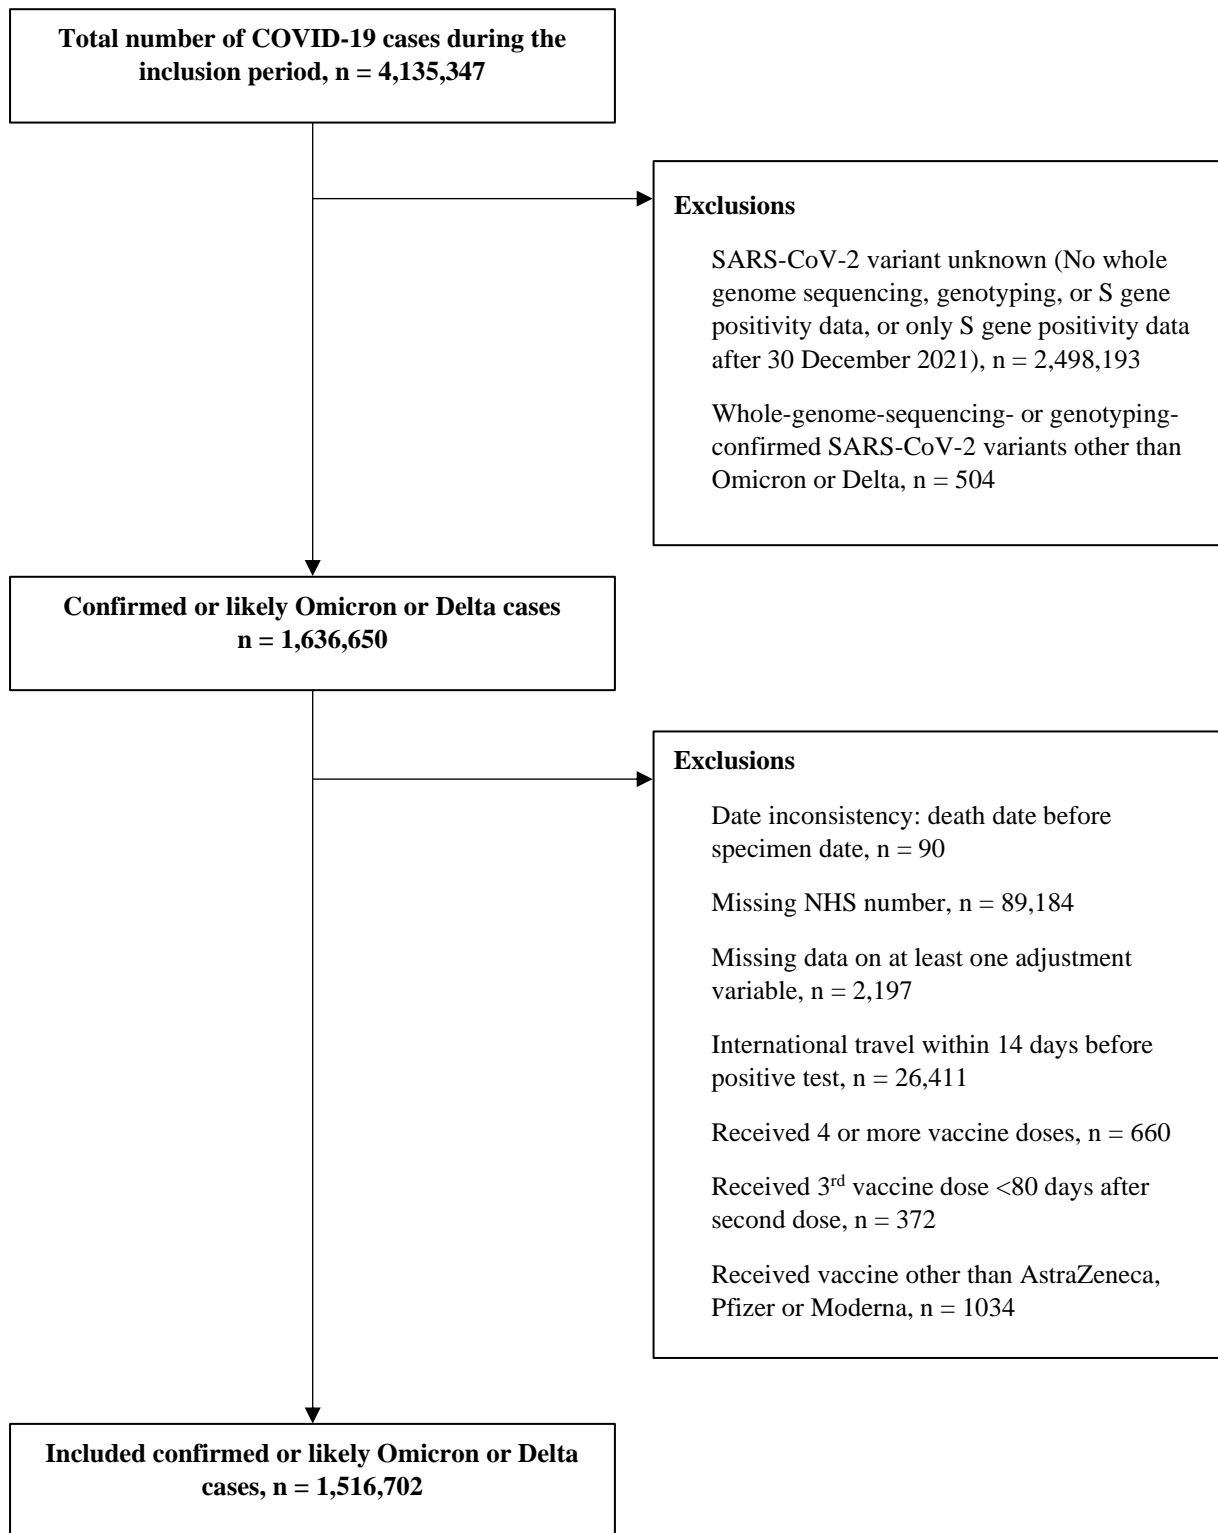 Total number of COVID-19 cases during the
inclusion period, n = 4,135,347
Exclusions
SARS-CoV-2 variant unknown (No whole
genome sequencing, genotyping, or S gene
positivity data, or only S gene positivity data
after 30 December 2021), n = 2,498,193
Whole-genome-sequencing- or genotyping-
confirmed SARS-CoV-2 variants other than
Omicron or Delta, n = 504
Confirmed or likely Omicron or Delta cases
n = 1,636,650
Exclusions
Date inconsistency: death date before
specimen date, n = 90
Missing NHS number, n = 89,184
Missing data on at least one adjustment
variable, n = 2,197
International travel within 14 days before
positive test, n = 26,411
Received 4 or more vaccine doses, n = 660
Received 3rd vaccine dose <80 days after
second dose, n = 372
Received vaccine other than AstraZeneca,
Pfizer or Moderna, n = 1034
Included confirmed or likely Omicron or Delta
cases, n = 1,516,702